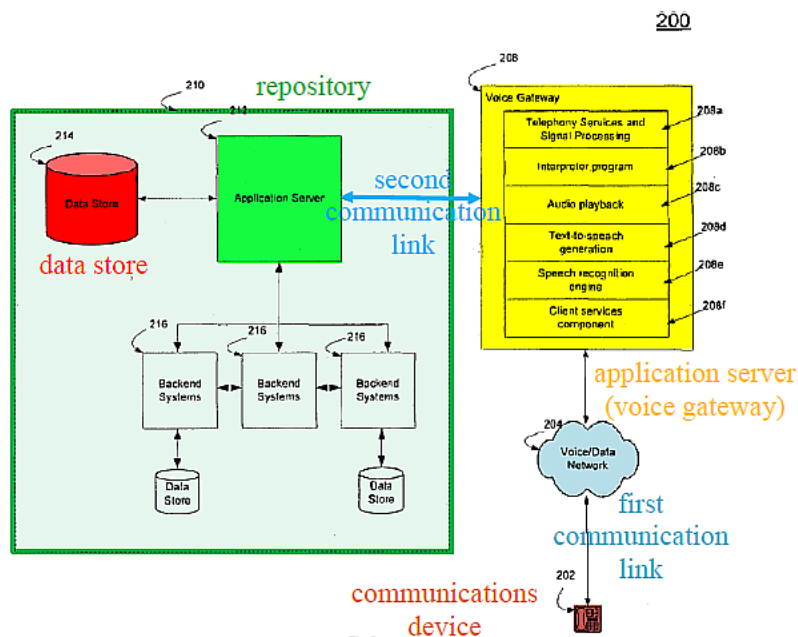 200
210
repository
208
Voice Gateway
212
208a
Telephony Services and
Signal Processing
214
208b
Interpreter program
208c
Data Store
Application Server
second
communication
link
Audio playback
208d
Text-to-speech
generation
data store
208e
Speech recognition
engine
208f
Client services
component
216
216
216
Backend
Systems
Backend
Systems
Backend
Systems
application server
(voice gateway)
204
Voice/Data
Network
Data
Store
Data
Store
first
communication
link
202
communications
device